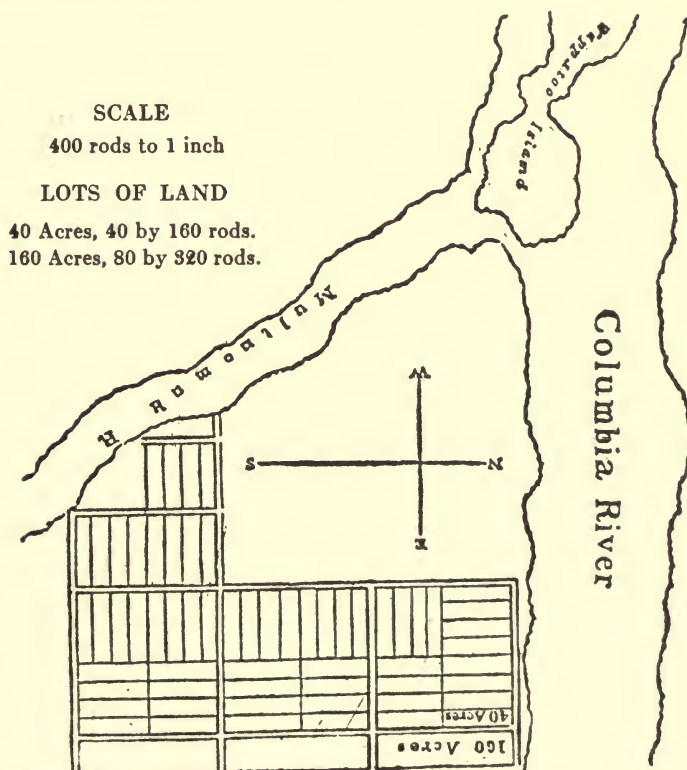 SCALE
400 rods to 1 inch
LOTS OF LAND
40 Acres, 40 by 160 rods.
160 Acres, 80 by 320 rods.
Wappatoo
Island
Multnomah R
Columbia River
W
S
N
E
40 Acres
160 Acres